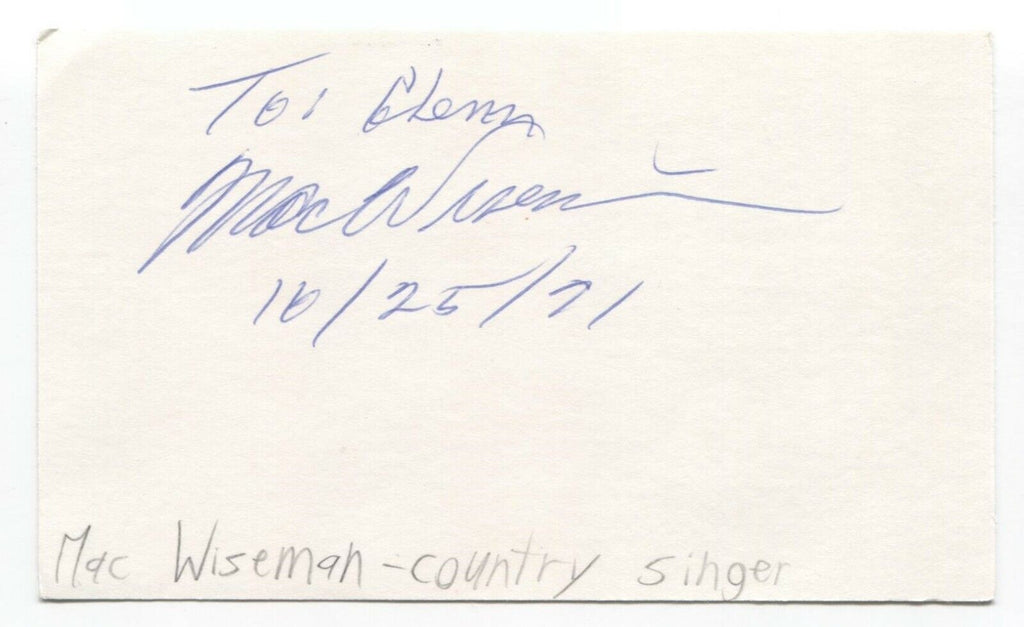 To: Glenn
Mac Wiseman
10/25/71
Mac Wiseman - country singer